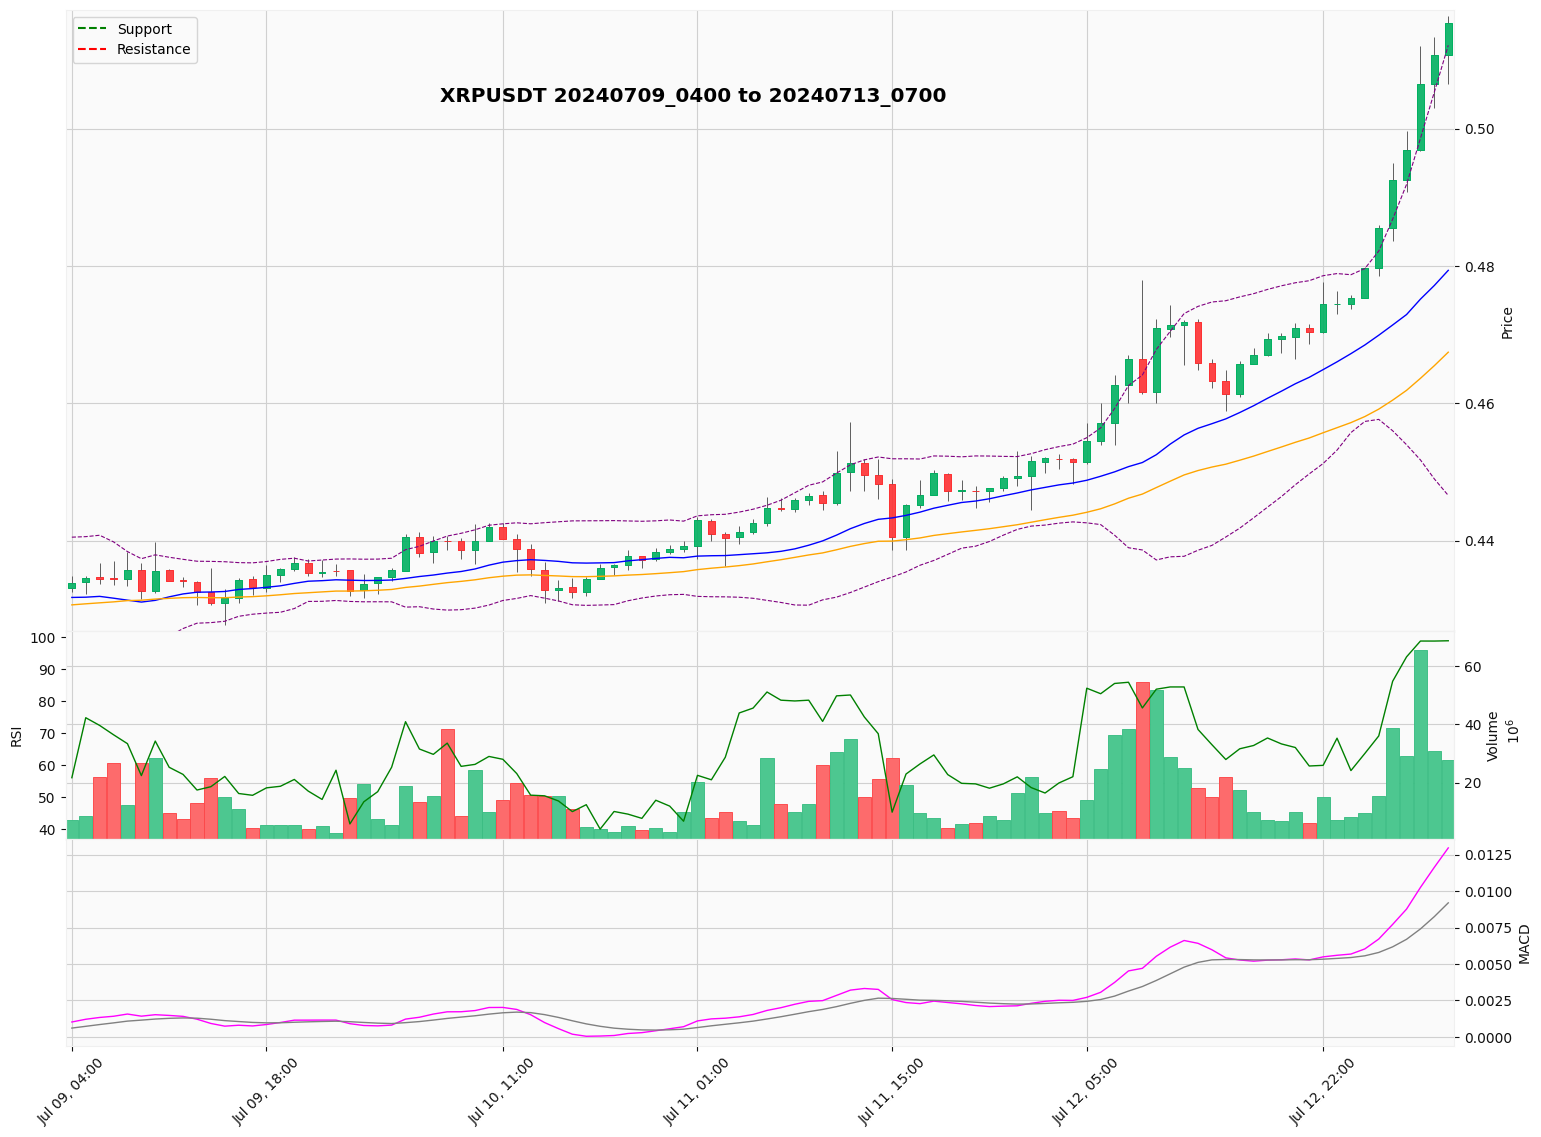 Support
Resistance
XRPUSDT 20240709_0400 to 20240713_0700
0.50
0.48
0.46
0.44
Price
100
90
80
70
60
50
40
RSI
60
40
20
Volume
10^6
0.0125
0.0100
0.0075
0.0050
0.0025
0.0000
MACD
Jul 09, 04:00
Jul 09, 18:00
Jul 10, 11:00
Jul 11, 01:00
Jul 11, 15:00
Jul 12, 05:00
Jul 12, 22:00